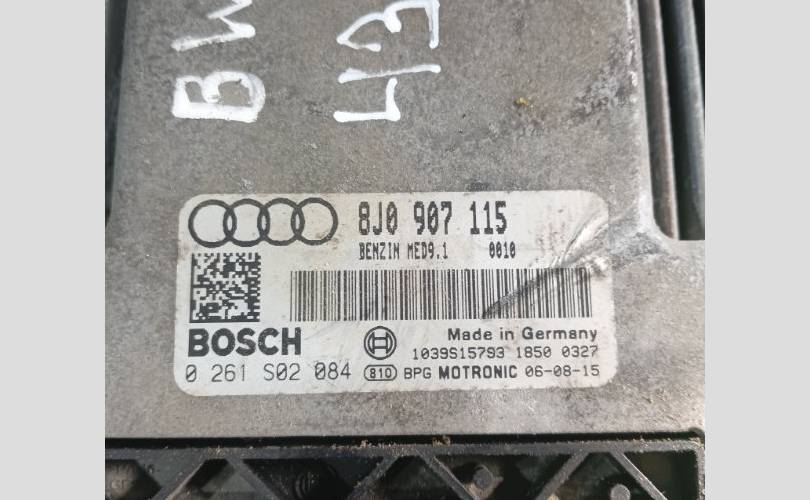 BW
43
8J0 907 115
BENZIN MED9.1 0010
BOSCH
Made in Germany
1039S15793 1850 0327
0 261 S02 084 810 BPG MOTRONIC 06-08-15